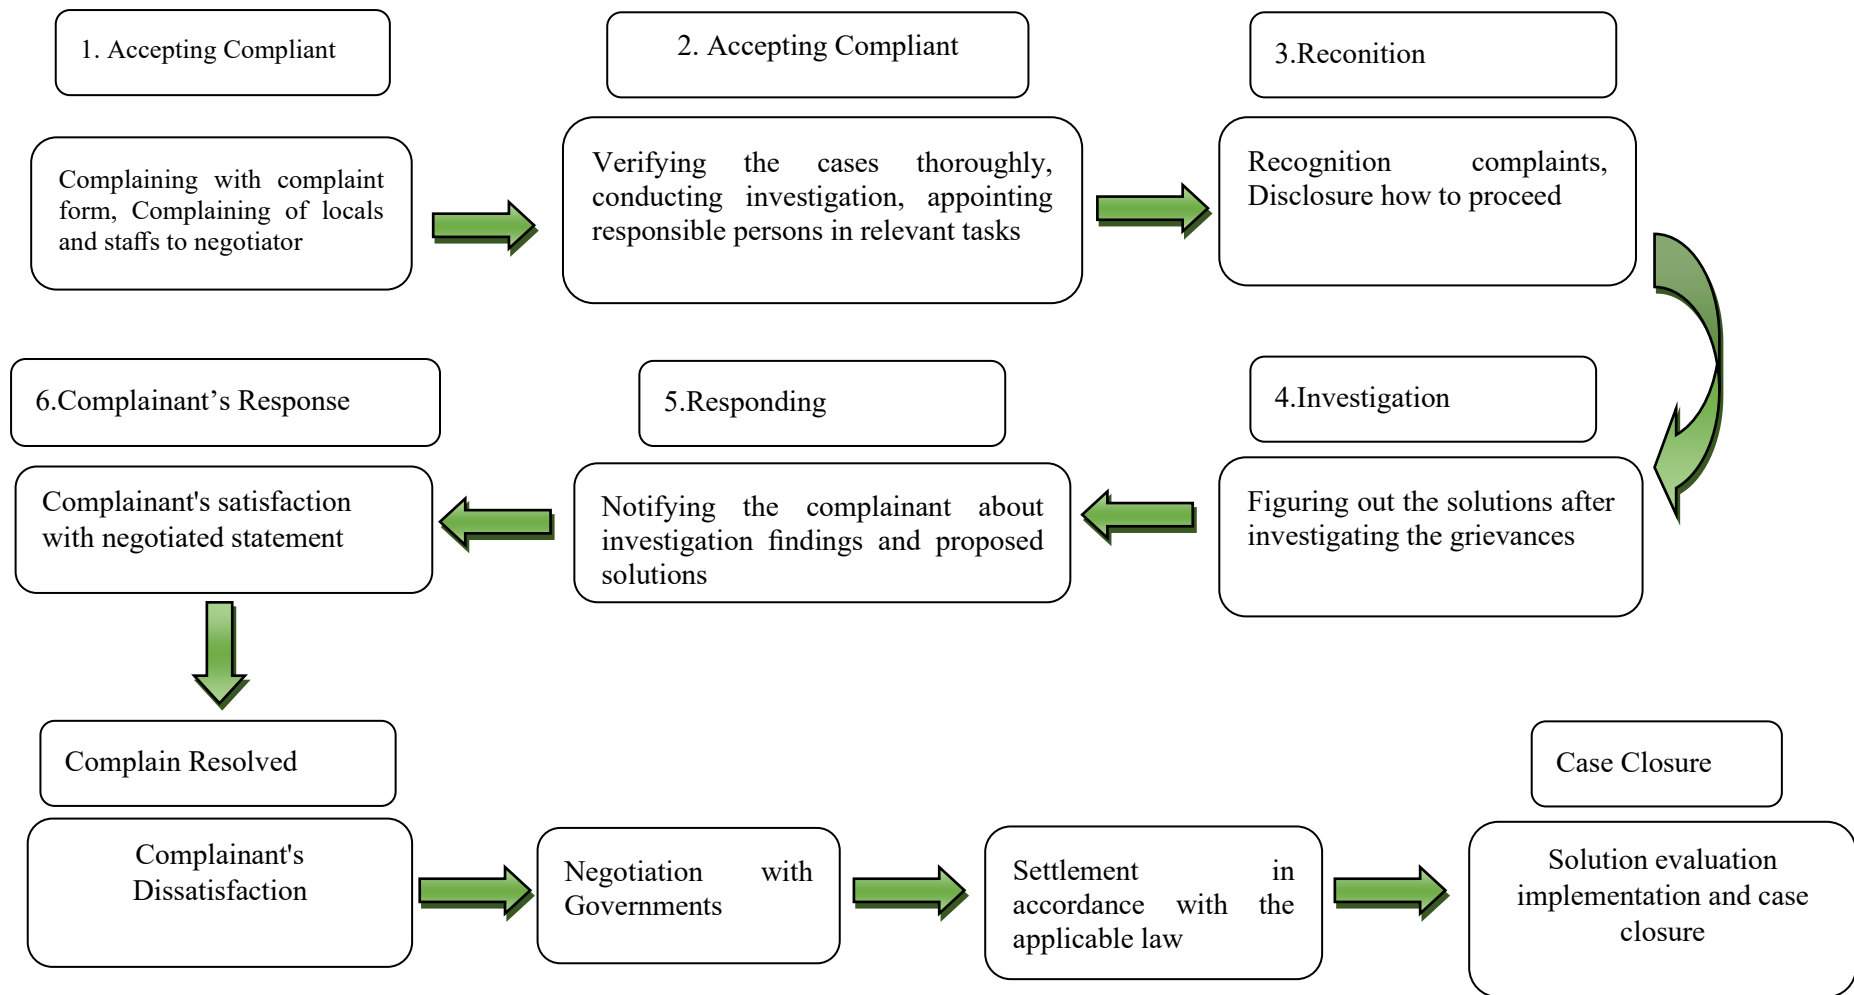 1. Accepting Compliant
Complaining with complaint
form, Complaining of locals
and staffs to negotiator
2. Accepting Compliant
Verifying the cases thoroughly,
conducting investigation, appointing
responsible persons in relevant tasks
3.Reconition
Recognition complaints,
Disclosure how to proceed
4.Investigation
Figuring out the solutions after
investigating the grievances
5.Responding
Notifying the complainant about
investigation findings and proposed
solutions
6.Complainant’s Response
Complainant's satisfaction
with negotiated statement
Complain Resolved
Complainant's
Dissatisfaction
Negotiation with
Governments
Settlement in
accordance with the
applicable law
Case Closure
Solution evaluation
implementation and case
closure